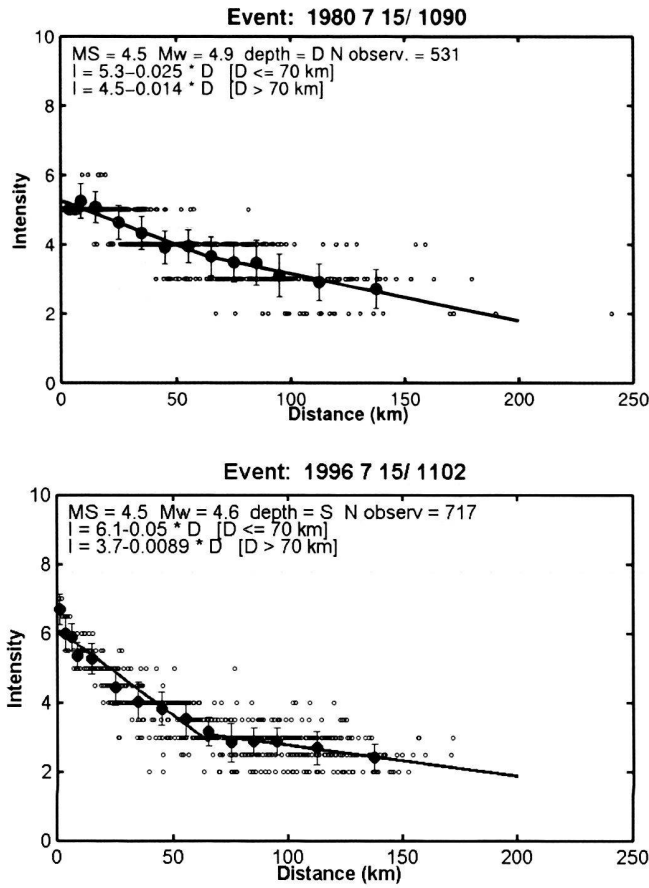 Event: 1980 7 15/ 1090
MS = 4.5 Mw = 4.9 depth = D N observ. = 531
I = 5.3-0.025 * D [D <= 70 km]
I = 4.5-0.014 * D [D > 70 km]
10
8
6
4
2
0
Intensity
0 50 100 150 200 250
Distance (km)
Event: 1996 7 15/ 1102
MS = 4.5 Mw = 4.6 depth = S N observ = 717
I = 6.1-0.05 * D [D <= 70 km]
I = 3.7-0.0089 * D [D > 70 km]
10
8
6
4
2
0
Intensity
0 50 100 150 200 250
Distance (km)